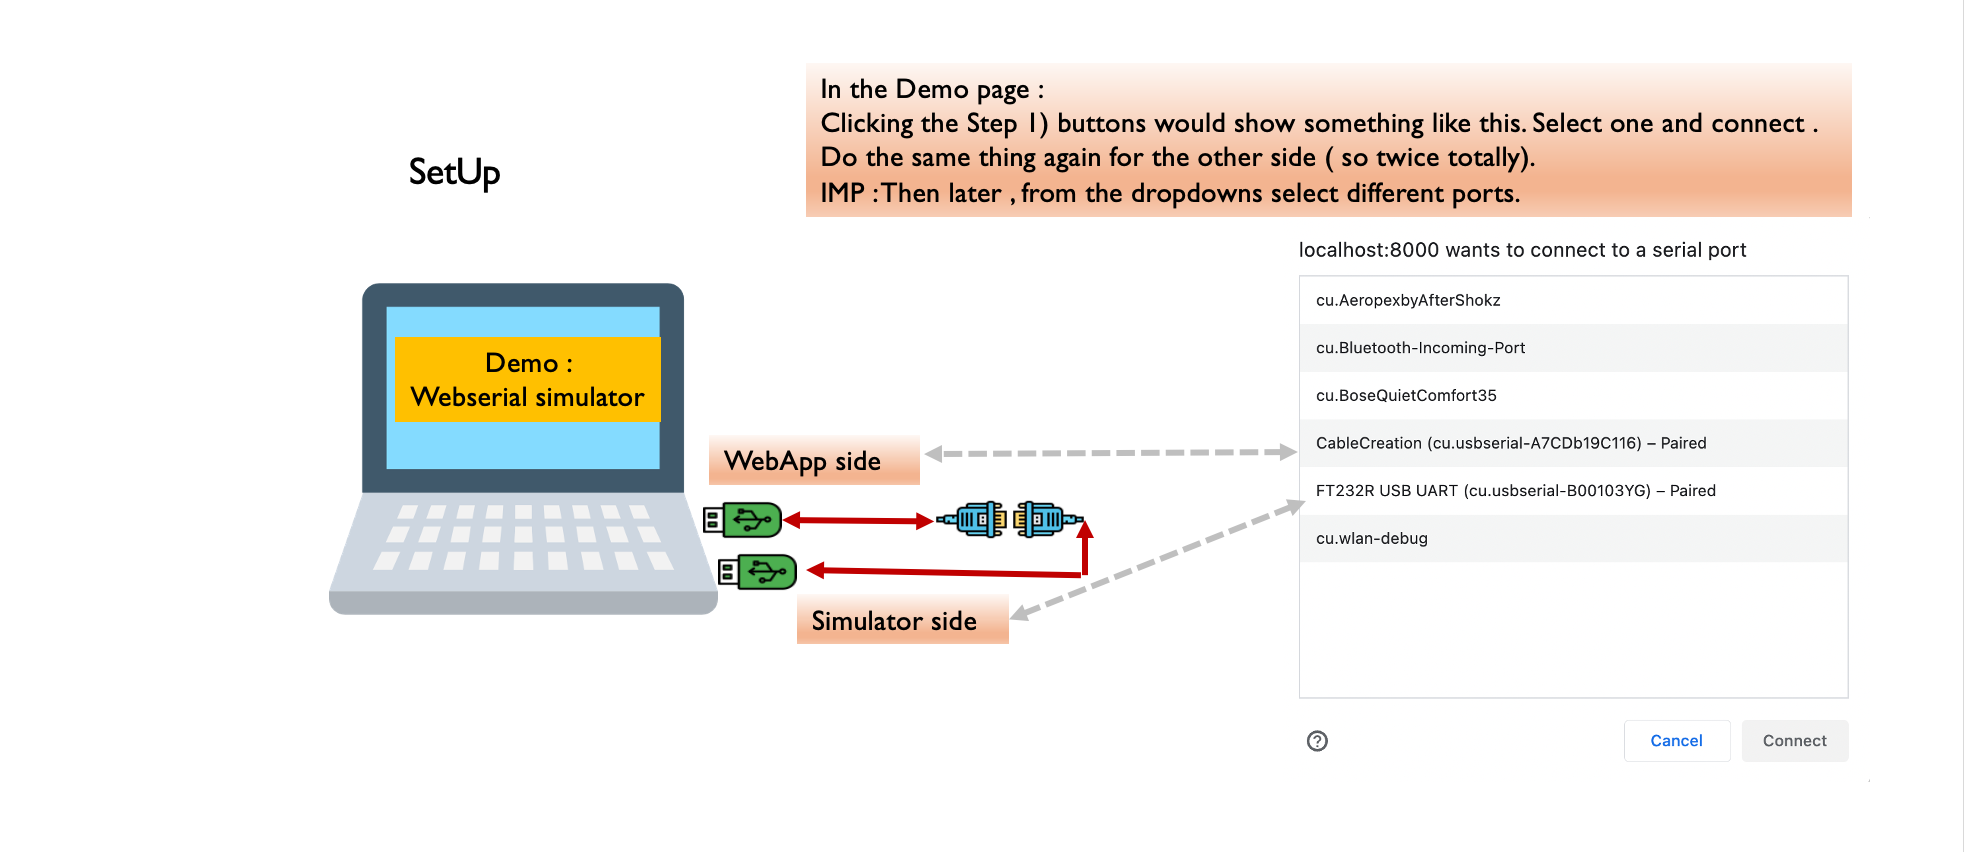 In the Demo page :
Clicking the Step 1) buttons would show something like this. Select one and connect .
Do the same thing again for the other side ( so twice totally).
IMP : Then later , from the dropdowns select different ports.
SetUp
localhost:8000 wants to connect to a serial port
cu.AeropexbyAfterShokz
cu.Bluetooth-Incoming-Port
cu.BoseQuietComfort35
CableCreation (cu.usbserial-A7CDb19C116) – Paired
FT232R USB UART (cu.usbserial-B00103YG) – Paired
cu.wlan-debug
Cancel
Connect
Demo :
Webserial simulator
WebApp side
Simulator side